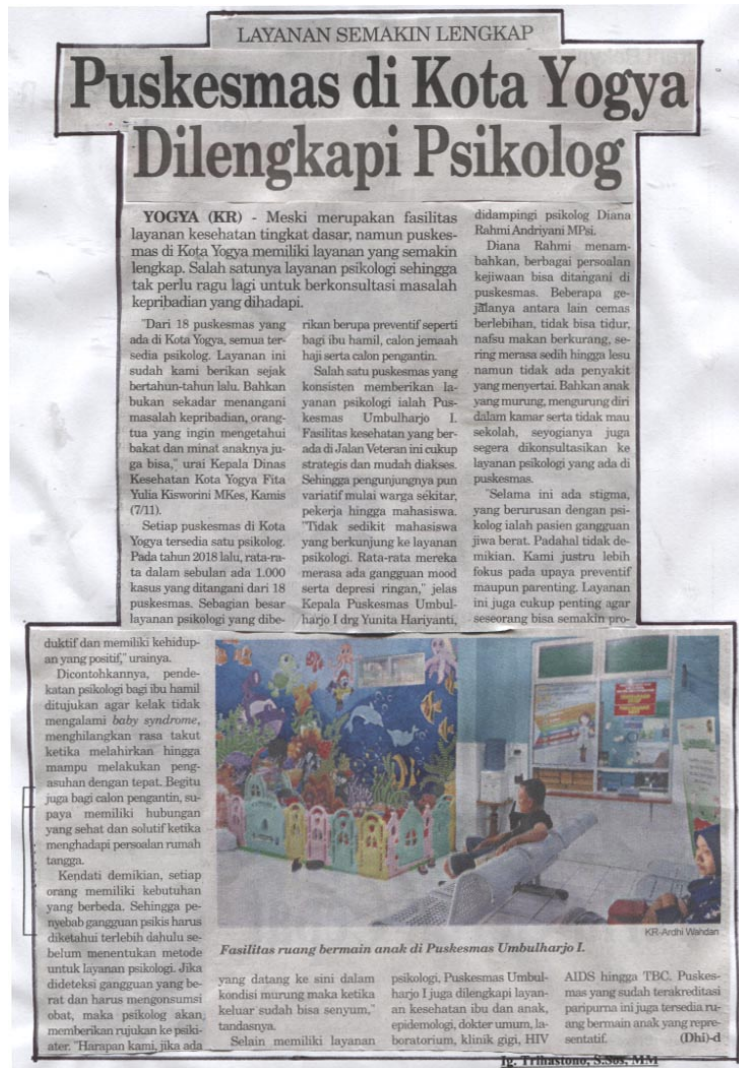 LAYANAN SEMAKIN LENGKAP
Puskesmas di Kota Yogya
Dilengkapi Psikolog
YOGYA (KR) - Meski merupakan fasilitas
layanan kesehatan tingkat dasar, namun puskes-
mas di Kota Yogya memiliki layanan yang semakin
lengkap. Salah satunya layanan psikologi sehingga
tak perlu ragu lagi untuk berkonsultasi masalah
kepribadian yang dihadapi.
"Dari 18 puskesmas yang
ada di Kota Yogya, semua ter-
sedia psikolog. Layanan ini
sudah kami berikan sejak
bertahun-tahun lalu. Bahkan
bukan sekadar menangani
masalah kepribadian, orang-
tua yang ingin mengetahui
bakat dan minat anaknya ju-
ga bisa," urai Kepala Dinas
Kesehatan Kota Yogya Fita
Yulia Kisworini MKes, Kamis
(7/11).
Setiap puskesmas di Kota
Yogya tersedia satu psikolog.
Pada tahun 2018 lalu, rata-ra-
ta dalam sebulan ada 1.000
kasus yang ditangani dari 18
puskesmas. Sebagian besar
layanan psikologi yang dibe-
rikan berupa preventif seperti
bagi ibu hamil, calon jemaah
haji serta calon pengantin.
Salah satu puskesmas yang
konsisten memberikan la-
yanan psikologi ialah Pus-
kesmas Umbulharjo I.
Fasilitas kesehatan yang ber-
ada di Jalan Veteran ini cukup
strategis dan mudah diakses.
Sehingga pengunjungnya pun
variatif mulai warga sekitar,
pekerja hingga mahasiswa.
"Tidak sedikit mahasiswa
yang berkunjung ke layanan
psikologi. Rata-rata mereka
merasa ada gangguan mood
serta depresi ringan," jelas
Kepala Puskesmas Umbul-
harjo I drg Yunita Hariyanti,
didampingi psikolog Diana
Rahmi Andriyani MPsi.
Diana Rahmi menam-
bahkan, berbagai persoalan
kejiwaan bisa ditangani di
puskesmas. Beberapa ge-
jalanya antara lain cemas
berlebihan, tidak bisa tidur,
nafsu makan berkurang, se-
ring merasa sedih hingga lesu
namun tidak ada penyakit
yang menyertai. Bahkan anak
yang murung, mengurung diri
dalam kamar serta tidak mau
sekolah, seyogianya juga
segera dikonsultasikan ke
layanan psikologi yang ada di
puskesmas.
"Selama ini ada stigma,
yang berurusan dengan psi-
kolog ialah pasien gangguan
jiwa berat. Padahal tidak de-
mikian. Kami justru lebih
fokus pada upaya preventif
maupun parenting. Layanan
ini juga cukup penting agar
seseorang bisa semakin pro-
duktif dan memiliki kehidup-
an yang positif," urainya.
Dicontohkannya, pende-
katan psikologi bagi ibu hamil
ditujukan agar kelak tidak
mengalami baby syndrome,
menghilangkan rasa takut
ketika melahirkan hingga
mampu melakukan peng-
asuhan dengan tepat. Begitu
juga bagi calon pengantin, su-
paya memiliki hubungan
yang sehat dan solutif ketika
menghadapi persoalan rumah
tangga.
Kendati demikian, setiap
orang memiliki kebutuhan
yang berbeda. Sehingga pe-
nyebab gangguan psikis harus
diketahui terlebih dahulu se-
belum menentukan metode
untuk layanan psikologi. Jika
dideteksi gangguan yang be-
rat dan harus mengonsumsi
obat, maka psikolog akan
memberikan rujukan ke psiki-
ater. "Harapan kami, jika ada
KR-Ardhi Wahdan
Fasilitas ruang bermain anak di Puskesmas Umbulharjo I.
yang datang ke sini dalam
kondisi murung maka ketika
keluar sudah bisa senyum,"
tandasnya.
Selain memiliki layanan
psikologi, Puskesmas Umbul-
harjo I juga dilengkapi layan-
an kesehatan ibu dan anak,
epidemologi, dokter umum, la-
boratorium, klinik gigi, HIV
AIDS hingga TBC. Puskes-
mas yang sudah terakreditasi
paripurna ini juga tersedia ru-
ang bermain anak yang repre-
sentatif. (Dhi)-d
Ig. Trihastono, S.Sos, MM